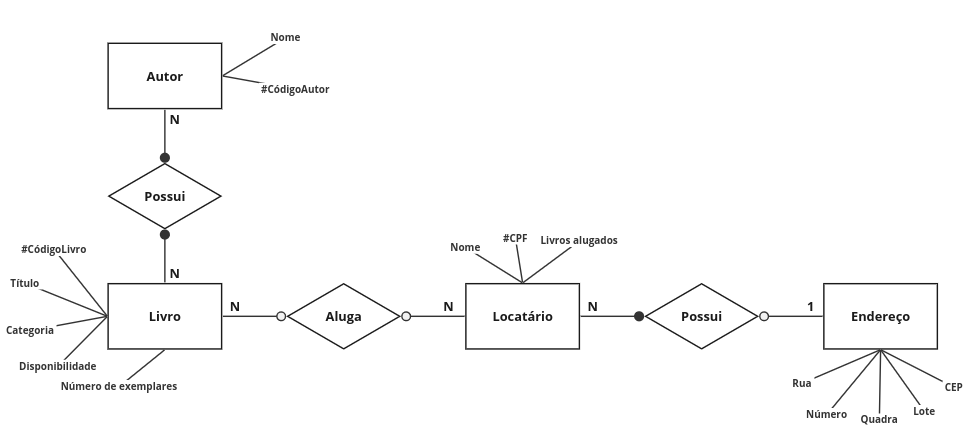 Nome
Autor
#CódigoAutor
N
Possui
N
#CódigoLivro
Título
Categoria
Disponibilidade
Número de exemplares
Livro
N
Aluga
N
Nome
#CPF
Livros alugados
Locatário
N
Possui
1
Endereço
Rua
Número
Quadra
Lote
CEP